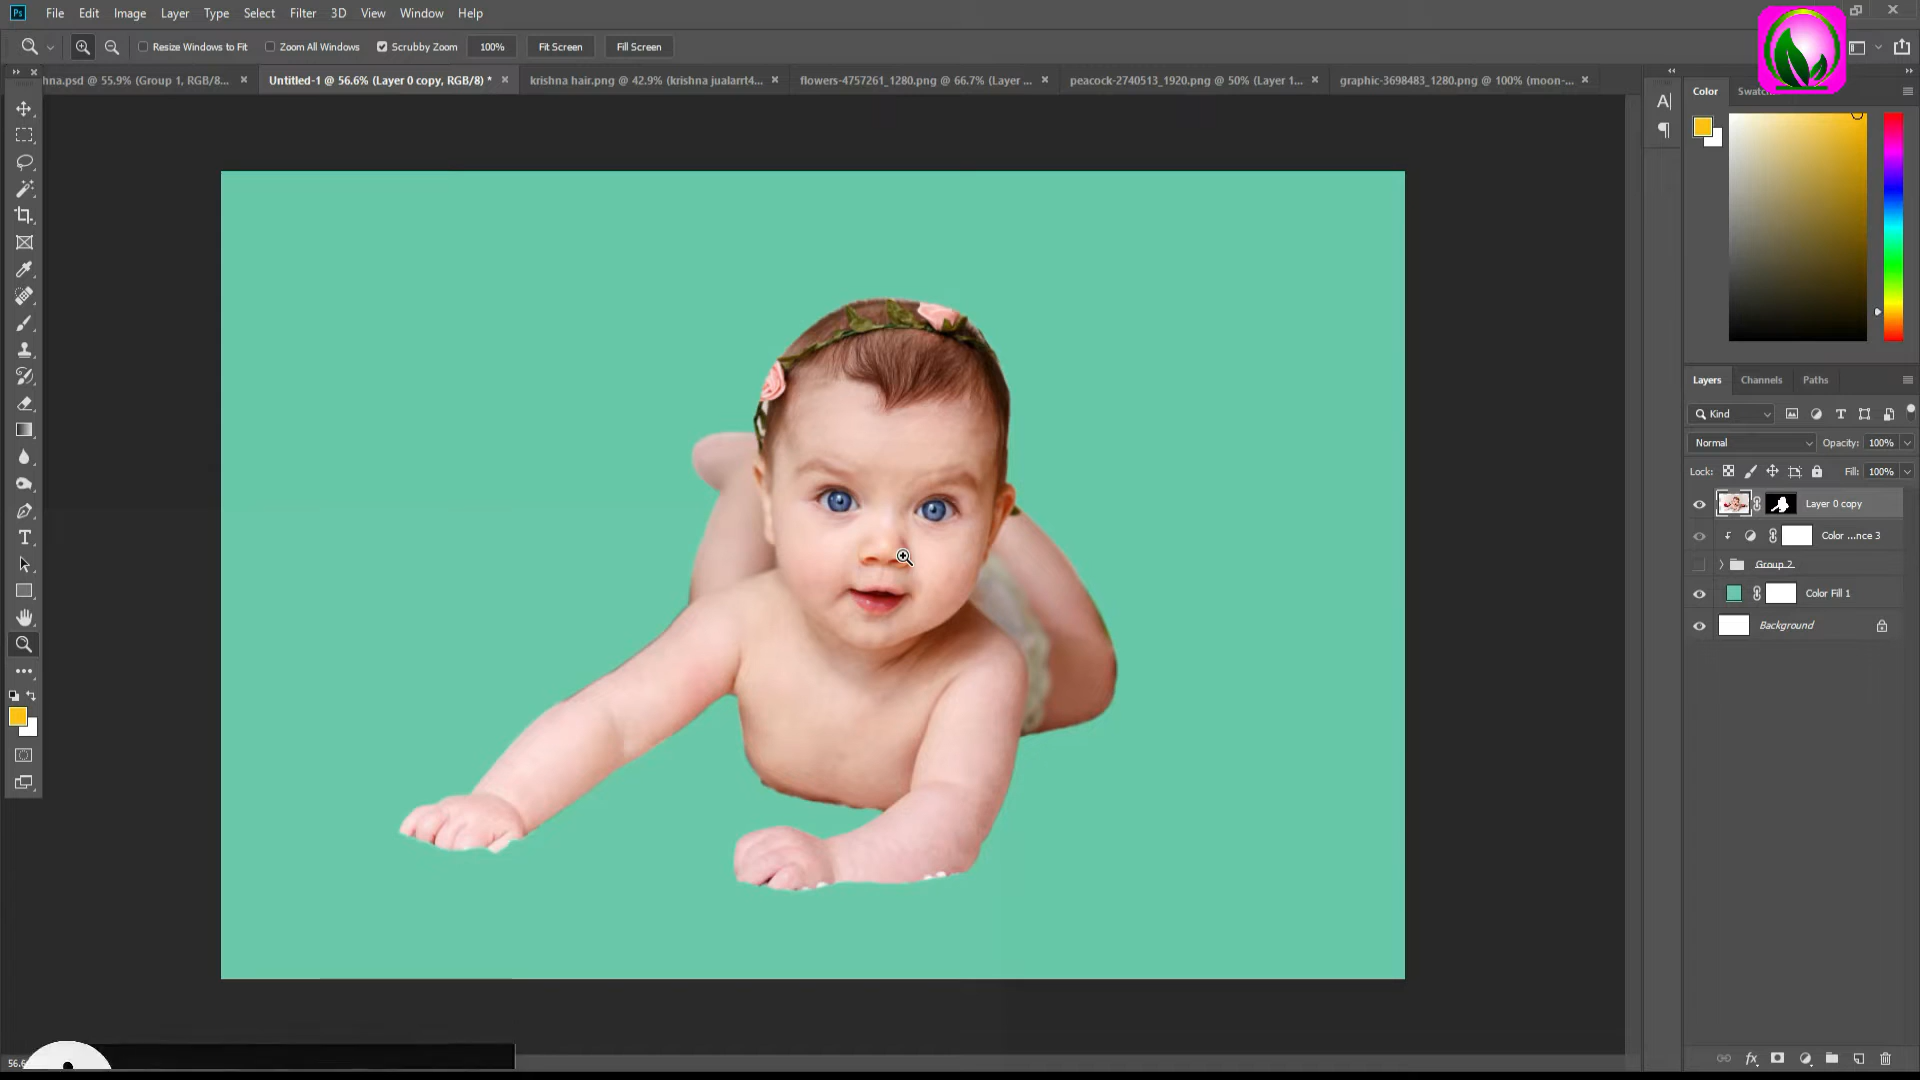 Ps File Edit Image Layer Type Select Filter 3D View Window Help
Resize Windows to Fit Zoom All Windows Scrubby Zoom 100% Fit Screen Fill Screen
hna.psd @ 55.9% (Group 1, RGB/8... Untitled-1 @ 56.6% (Layer 0 copy, RGB/8) * krishna hair.png @ 42.9% (krishna jualarrt4... flowers-4757261_1280.png @ 66.7% (Layer ... peacock-2740513_1920.png @ 50% (Layer 1... graphic-3698483_1280.png @ 100% (moon-...
Color Swatc
Layers Channels Paths
Kind
Normal Opacity: 100%
Lock: Fill: 100%
Layer 0 copy
Color ...nce 3
Group 2
Color Fill 1
Background
56.6